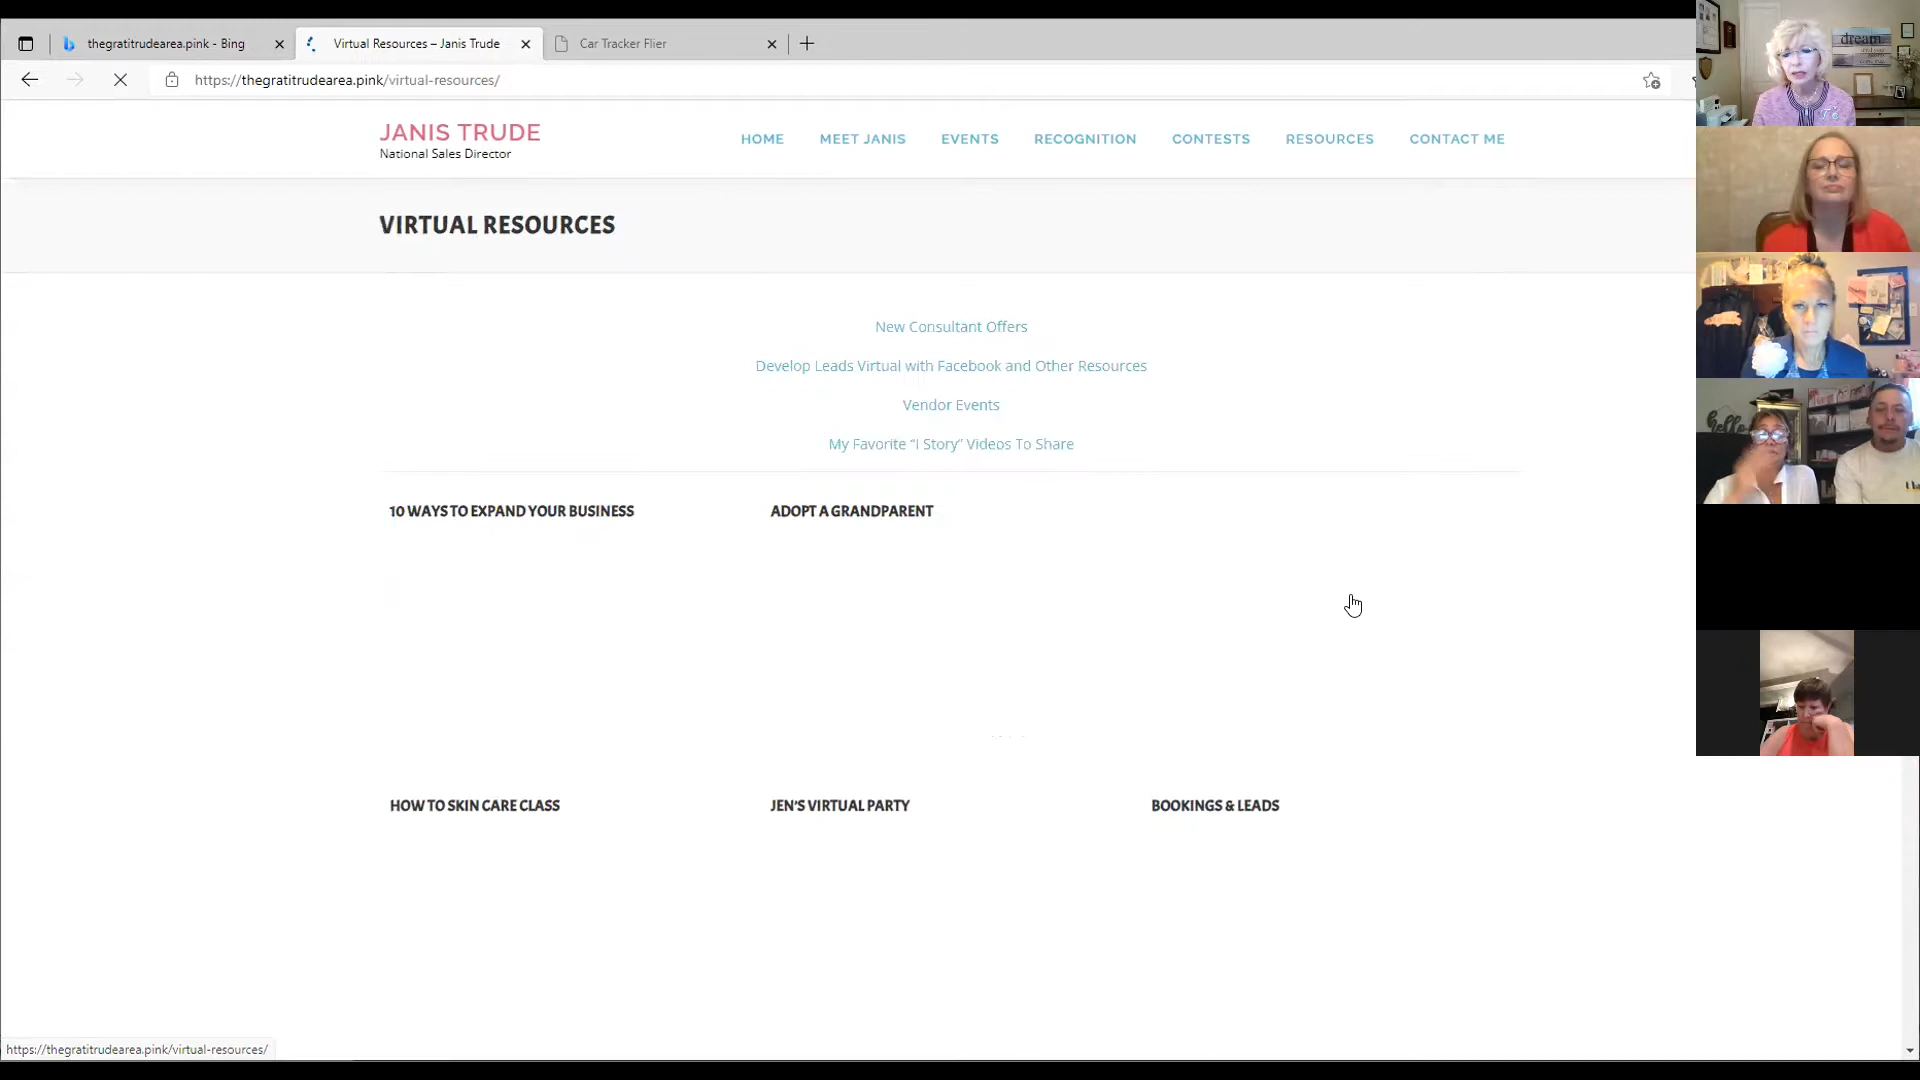 thegratitrudearea.pink - Bing
Virtual Resources – Janis Trude
Car Tracker Flier
https://thegratitrudearea.pink/virtual-resources/
JANIS TRUDE
National Sales Director
HOME MEET JANIS EVENTS RECOGNITION CONTESTS RESOURCES CONTACT ME
VIRTUAL RESOURCES
New Consultant Offers
Develop Leads Virtual with Facebook and Other Resources
Vendor Events
My Favorite “I Story” Videos To Share
10 WAYS TO EXPAND YOUR BUSINESS
ADOPT A GRANDPARENT
HOW TO SKIN CARE CLASS
JEN’S VIRTUAL PARTY
BOOKINGS & LEADS
https://thegratitrudearea.pink/virtual-resources/
dream
hello